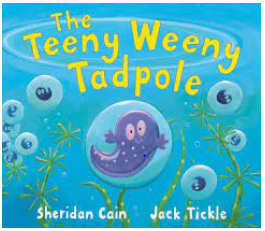 The
Teeny Weeny
Tadpole
Sheridan Cain Jack Tickle